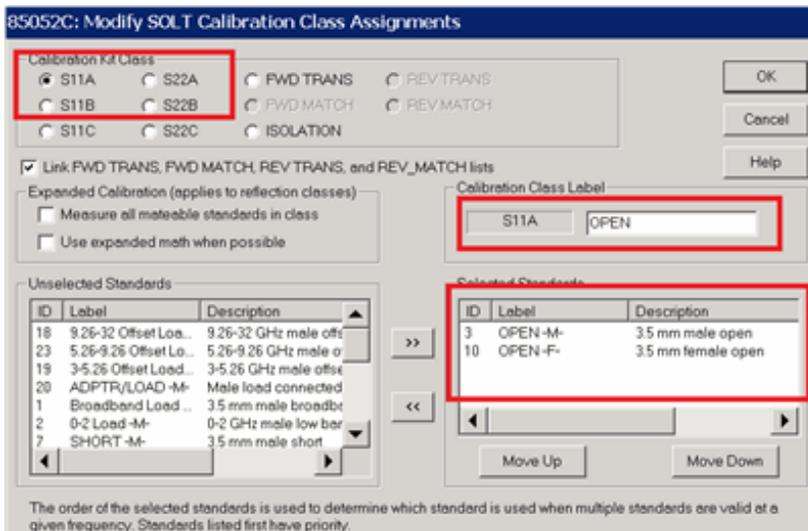 85052C: Modify SOLT Calibration Class Assignments
Calibration Kit Class
S11A S22A FWD TRANS REV TRANS
S11B S22B FWD MATCH REV MATCH
S11C S22C ISOLATION
OK
Cancel
Help
Link FWD TRANS, FWD MATCH, REV TRANS, and REV_MATCH lists
Expanded Calibration (applies to reflection classes)
Measure all mateable standards in class
Use expanded math when possible
Calibration Class Label
S11A OPEN
Unselected Standards
ID Label Description
18 9.26-32 Offset Loa... 9.26-32 GHz male offs
23 5.26-9.26 Offset Lo... 5.26-9.26 GHz male o
19 3-5.26 Offset Load... 3-5.26 GHz male offse
20 ADPTR/LOAD -M- Male load connected
1 Broadband Load ... 3.5 mm male broadba
2 0-2 Load -M- 0-2 GHz male low ban
7 SHORT -M- 3.5 mm male short
>>
<<
Selected Standards
ID Label Description
3 OPEN -M- 3.5 mm male open
10 OPEN -F- 3.5 mm female open
Move Up Move Down
The order of the selected standards is used to determine which standard is used when multiple standards are valid at a
given frequency. Standards listed first have priority.